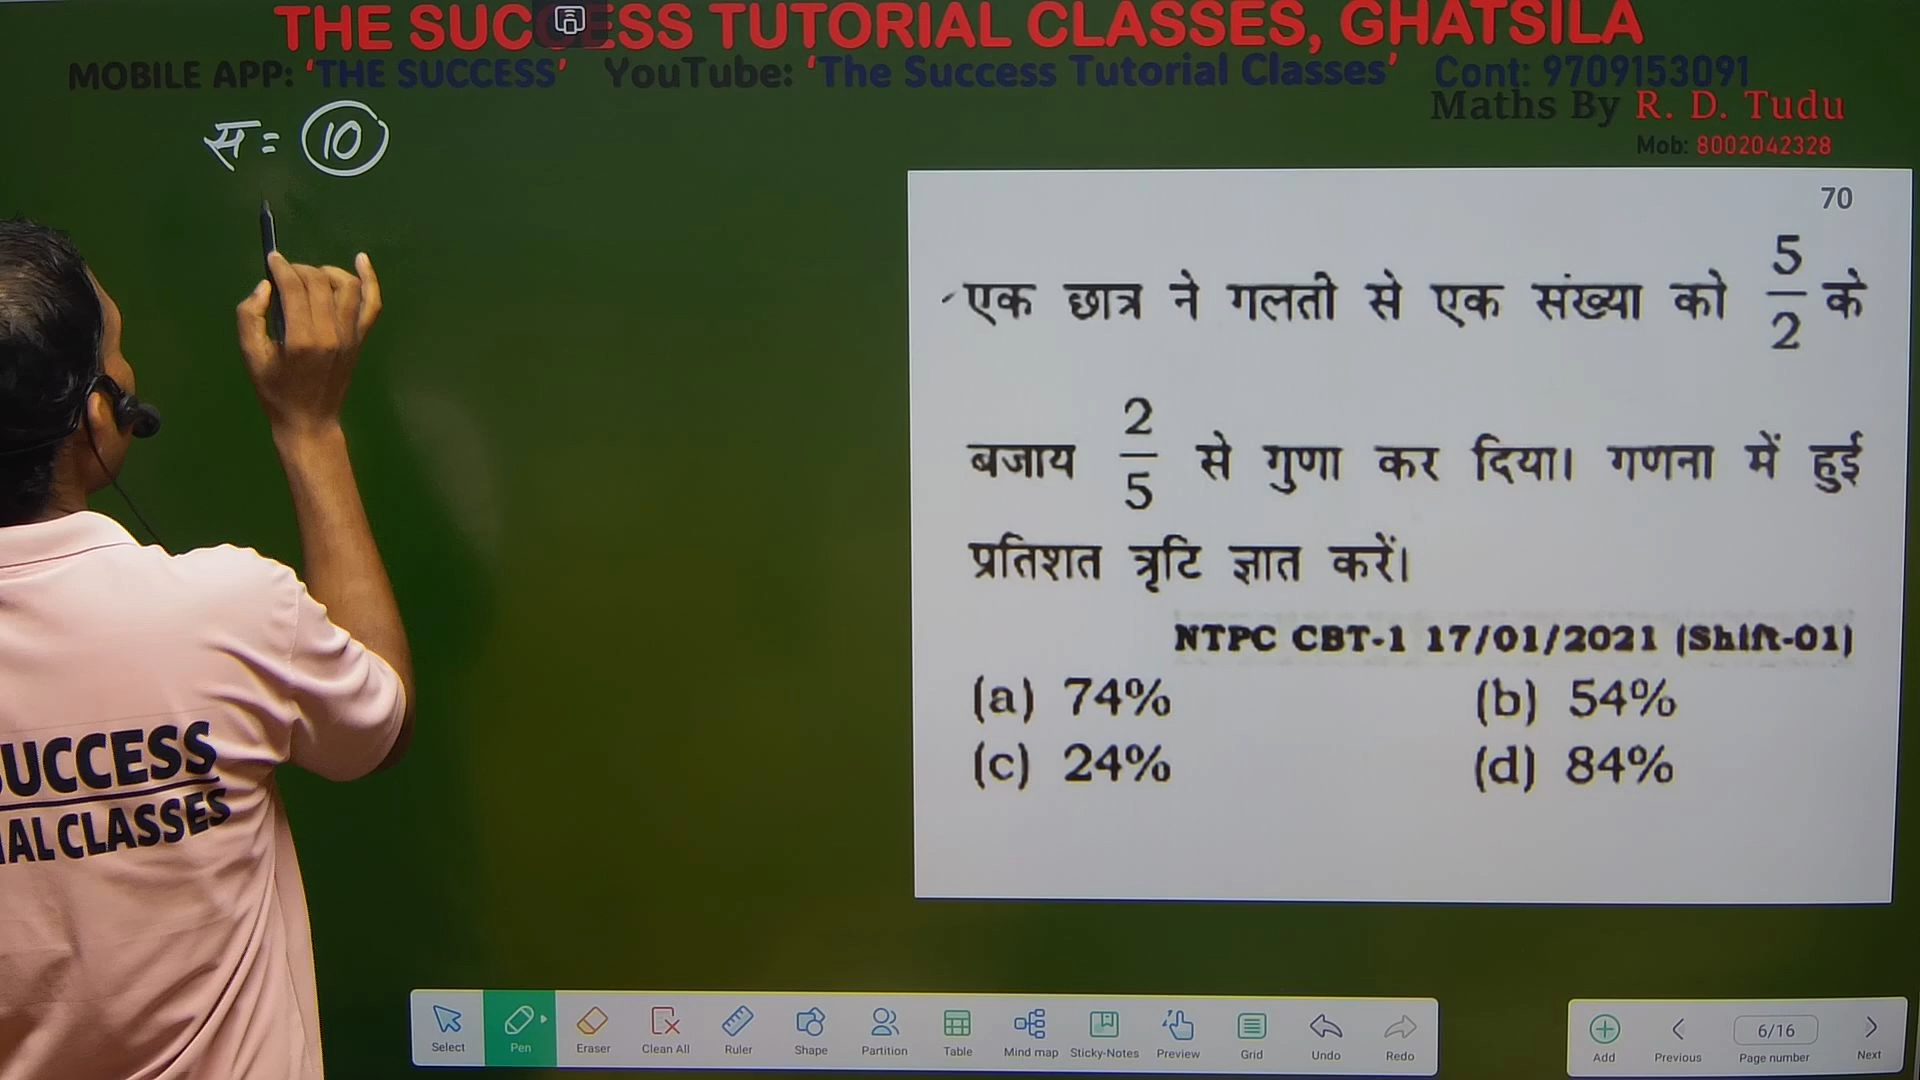 THE SUCCESS TUTORIAL CLASSES, GHATSILA
MOBILE APP: 'THE SUCCESS' YouTube: 'The Success Tutorial Classes' Cont: 9709153091
Maths By R. D. Tudu
Mob: 8002042328
स = 10
70
एक छात्र ने गलती से एक संख्या को 5/2 के
बजाय 2/5 से गुणा कर दिया। गणना में हुई
प्रतिशत त्रृटि ज्ञात करें।
NTPC CBT-1 17/01/2021 (Shift-01)
(a) 74% (b) 54%
(c) 24% (d) 84%
SUCCESS
IAL CLASSES
Select Pen Eraser Clean All Ruler Shape Partition Table Mind map Sticky-Notes Preview Grid Undo Redo
Add Previous 6/16 Page number Next